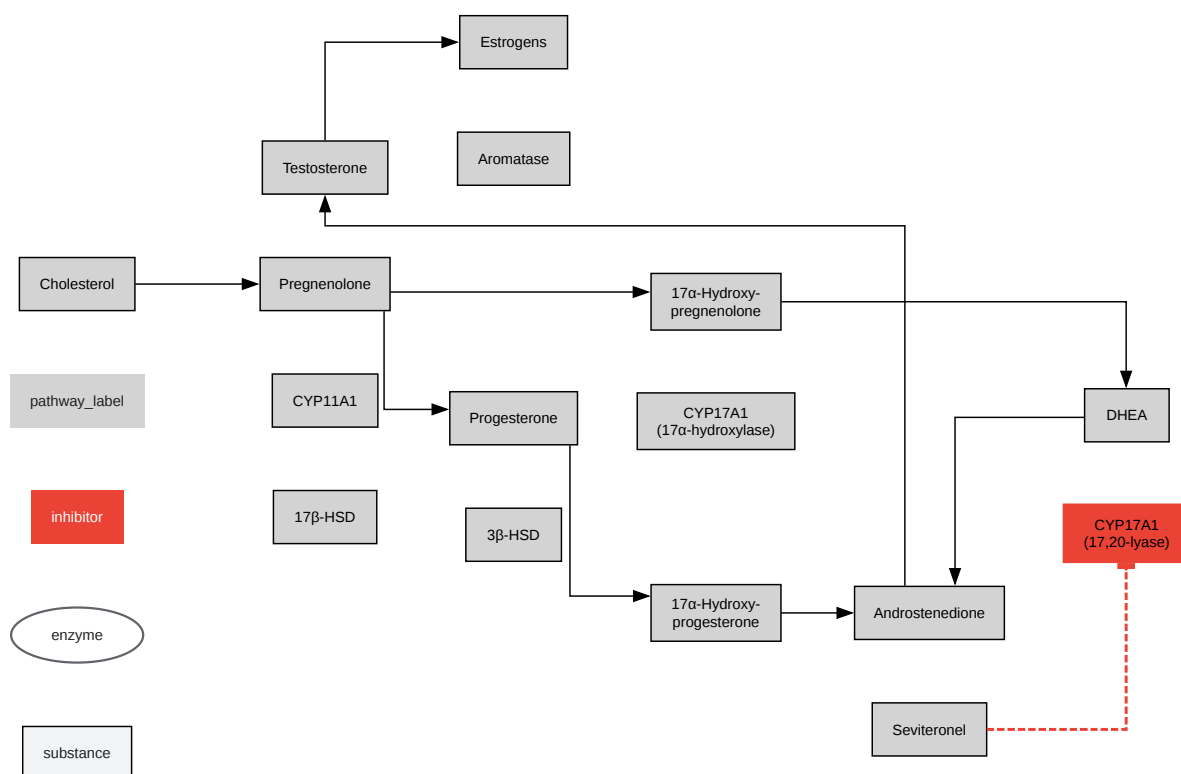 Estrogens
Testosterone
Aromatase
Cholesterol
Pregnenolone
17α-Hydroxy-
pregnenolone
pathway_label
CYP11A1
Progesterone
CYP17A1
(17α-hydroxylase)
DHEA
inhibitor
17β-HSD
3β-HSD
CYP17A1
(17,20-lyase)
enzyme
17α-Hydroxy-
progesterone
Androstenedione
Seviteronel
substance